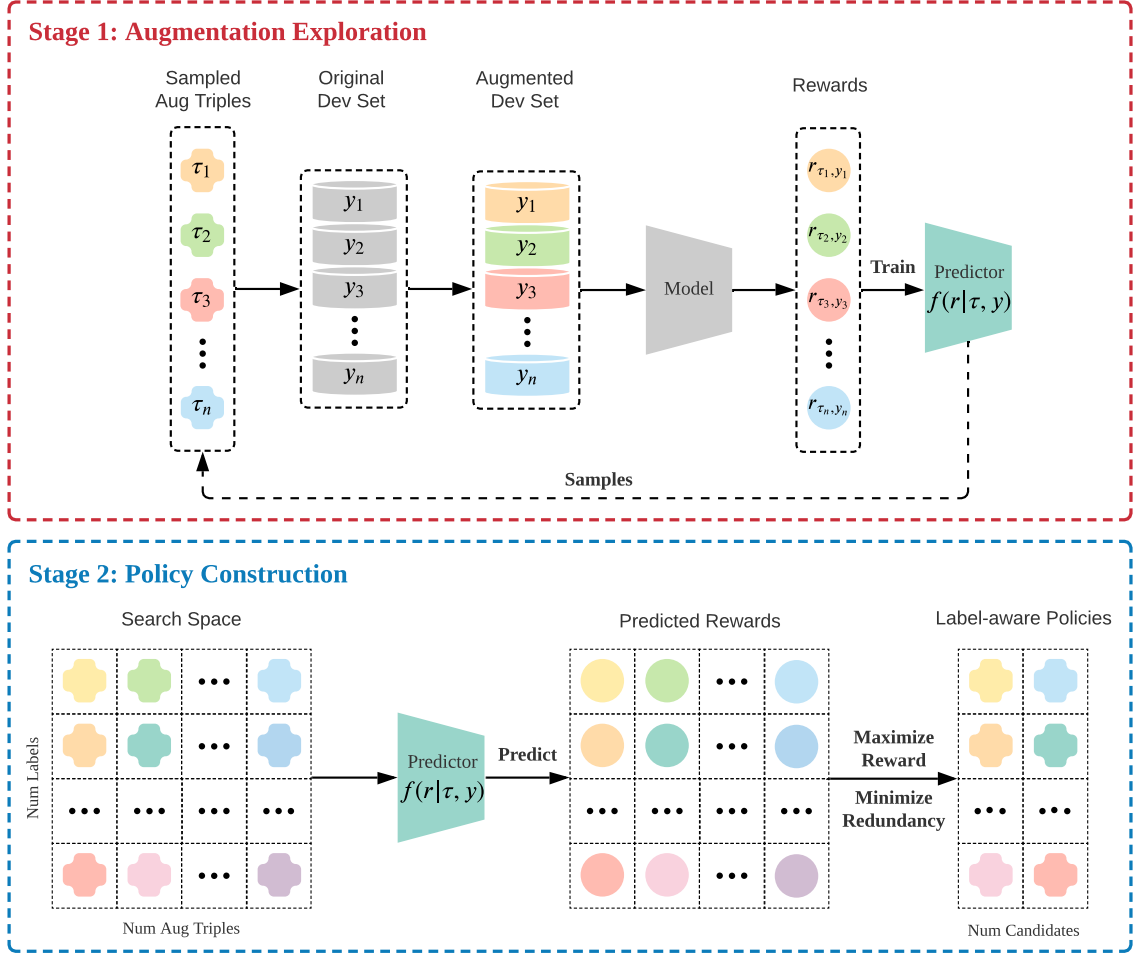 Stage 1: Augmentation Exploration
Sampled
Aug Triples
Original
Dev Set
Augmented
Dev Set
Rewards
τ1
τ2
τ3
τn
y1
y2
y3
yn
y1
y2
y3
yn
Model
rτ1,y1
rτ2,y2
rτ3,y3
rτn,yn
Train
Predictor
f(r|τ, y)
Samples
Stage 2: Policy Construction
Search Space
Num Labels
Num Aug Triples
Predictor
f(r|τ, y)
Predict
Predicted Rewards
Maximize
Reward
Minimize
Redundancy
Label-aware Policies
Num Candidates